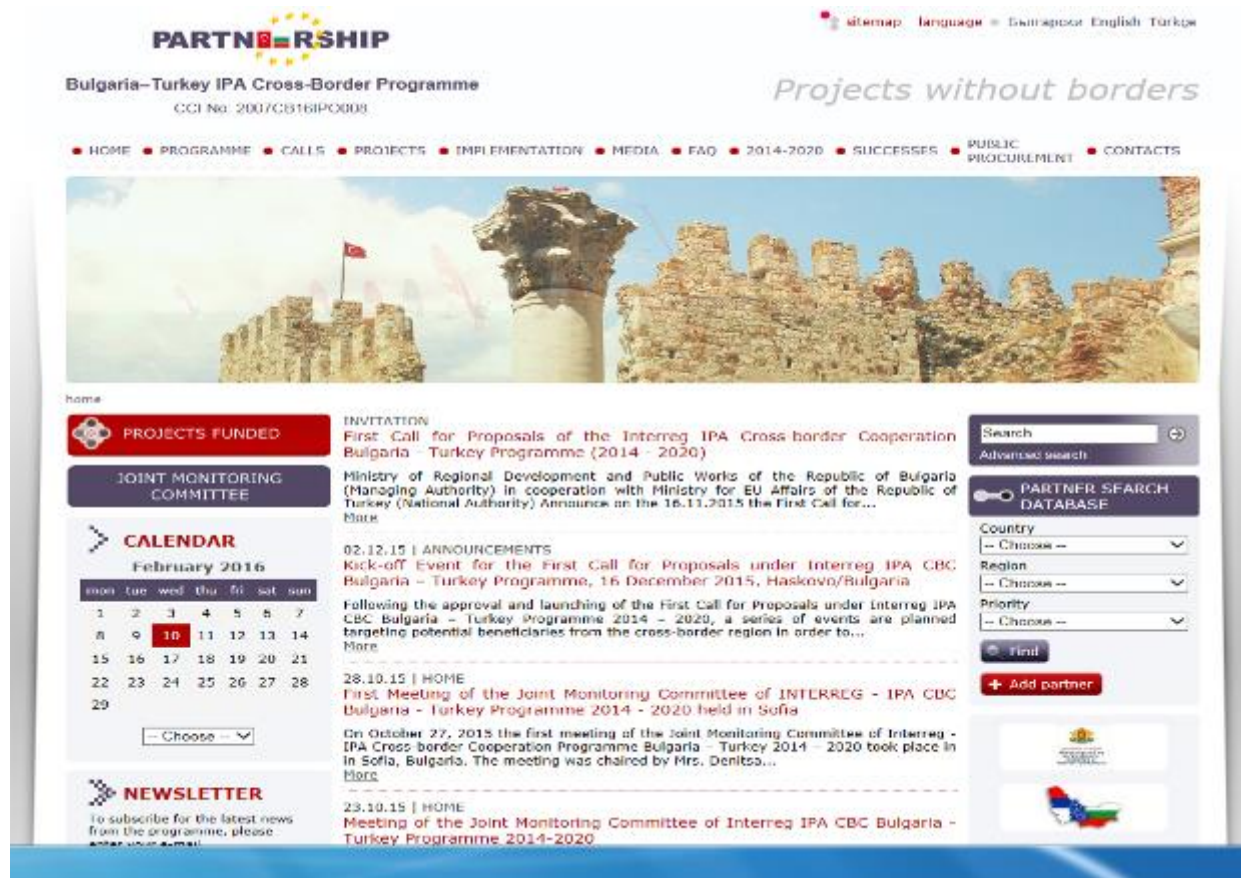 PARTNERSHIP
sitemap language Български English Türkçe
Bulgaria–Turkey IPA Cross-Border Programme
CCI No: 2007CB16IPO008
Projects without borders
HOME PROGRAMME CALLS PROJECTS IMPLEMENTATION MEDIA FAQ 2014-2020 SUCCESSES PUBLIC PROCUREMENT CONTACTS
home
PROJECTS FUNDED
JOINT MONITORING
COMMITTEE
CALENDAR
February 2016
mon tue wed thu fri sat sun
1 2 3 4 5 6 7
8 9 10 11 12 13 14
15 16 17 18 19 20 21
22 23 24 25 26 27 28
29
-- Choose --
NEWSLETTER
To subscribe for the latest news
from the programme, please
enter your e-mail
INVITATION
First Call for Proposals of the Interreg IPA Cross-border Cooperation
Bulgaria - Turkey Programme (2014 - 2020)
Ministry of Regional Development and Public Works of the Republic of Bulgaria
(Managing Authority) in cooperation with Ministry for EU Affairs of the Republic of
Turkey (National Authority) Announce on the 16.11.2015 the First Call for...
More
02.12.15 | ANNOUNCEMENTS
Kick-off Event for the First Call for Proposals under Interreg IPA CBC
Bulgaria – Turkey Programme, 16 December 2015, Haskovo/Bulgaria
Following the approval and launching of the First Call for Proposals under Interreg IPA
CBC Bulgaria – Turkey Programme 2014 – 2020, a series of events are planned
targeting potential beneficiaries from the cross-border region in order to...
More
28.10.15 | HOME
First Meeting of the Joint Monitoring Committee of INTERREG - IPA CBC
Bulgaria - Turkey Programme 2014 - 2020 held in Sofia
On October 27, 2015 the first meeting of the Joint Monitoring Committee of Interreg -
IPA Cross-border Cooperation Programme Bulgaria – Turkey 2014 – 2020 took place in
in Sofia, Bulgaria. The meeting was chaired by Mrs. Denitsa...
More
23.10.15 | HOME
Meeting of the Joint Monitoring Committee of Interreg IPA CBC Bulgaria -
Turkey Programme 2014-2020
Search
Advanced search
PARTNER SEARCH
DATABASE
Country
-- Choose --
Region
-- Choose --
Priority
-- Choose --
Find
+ Add partner